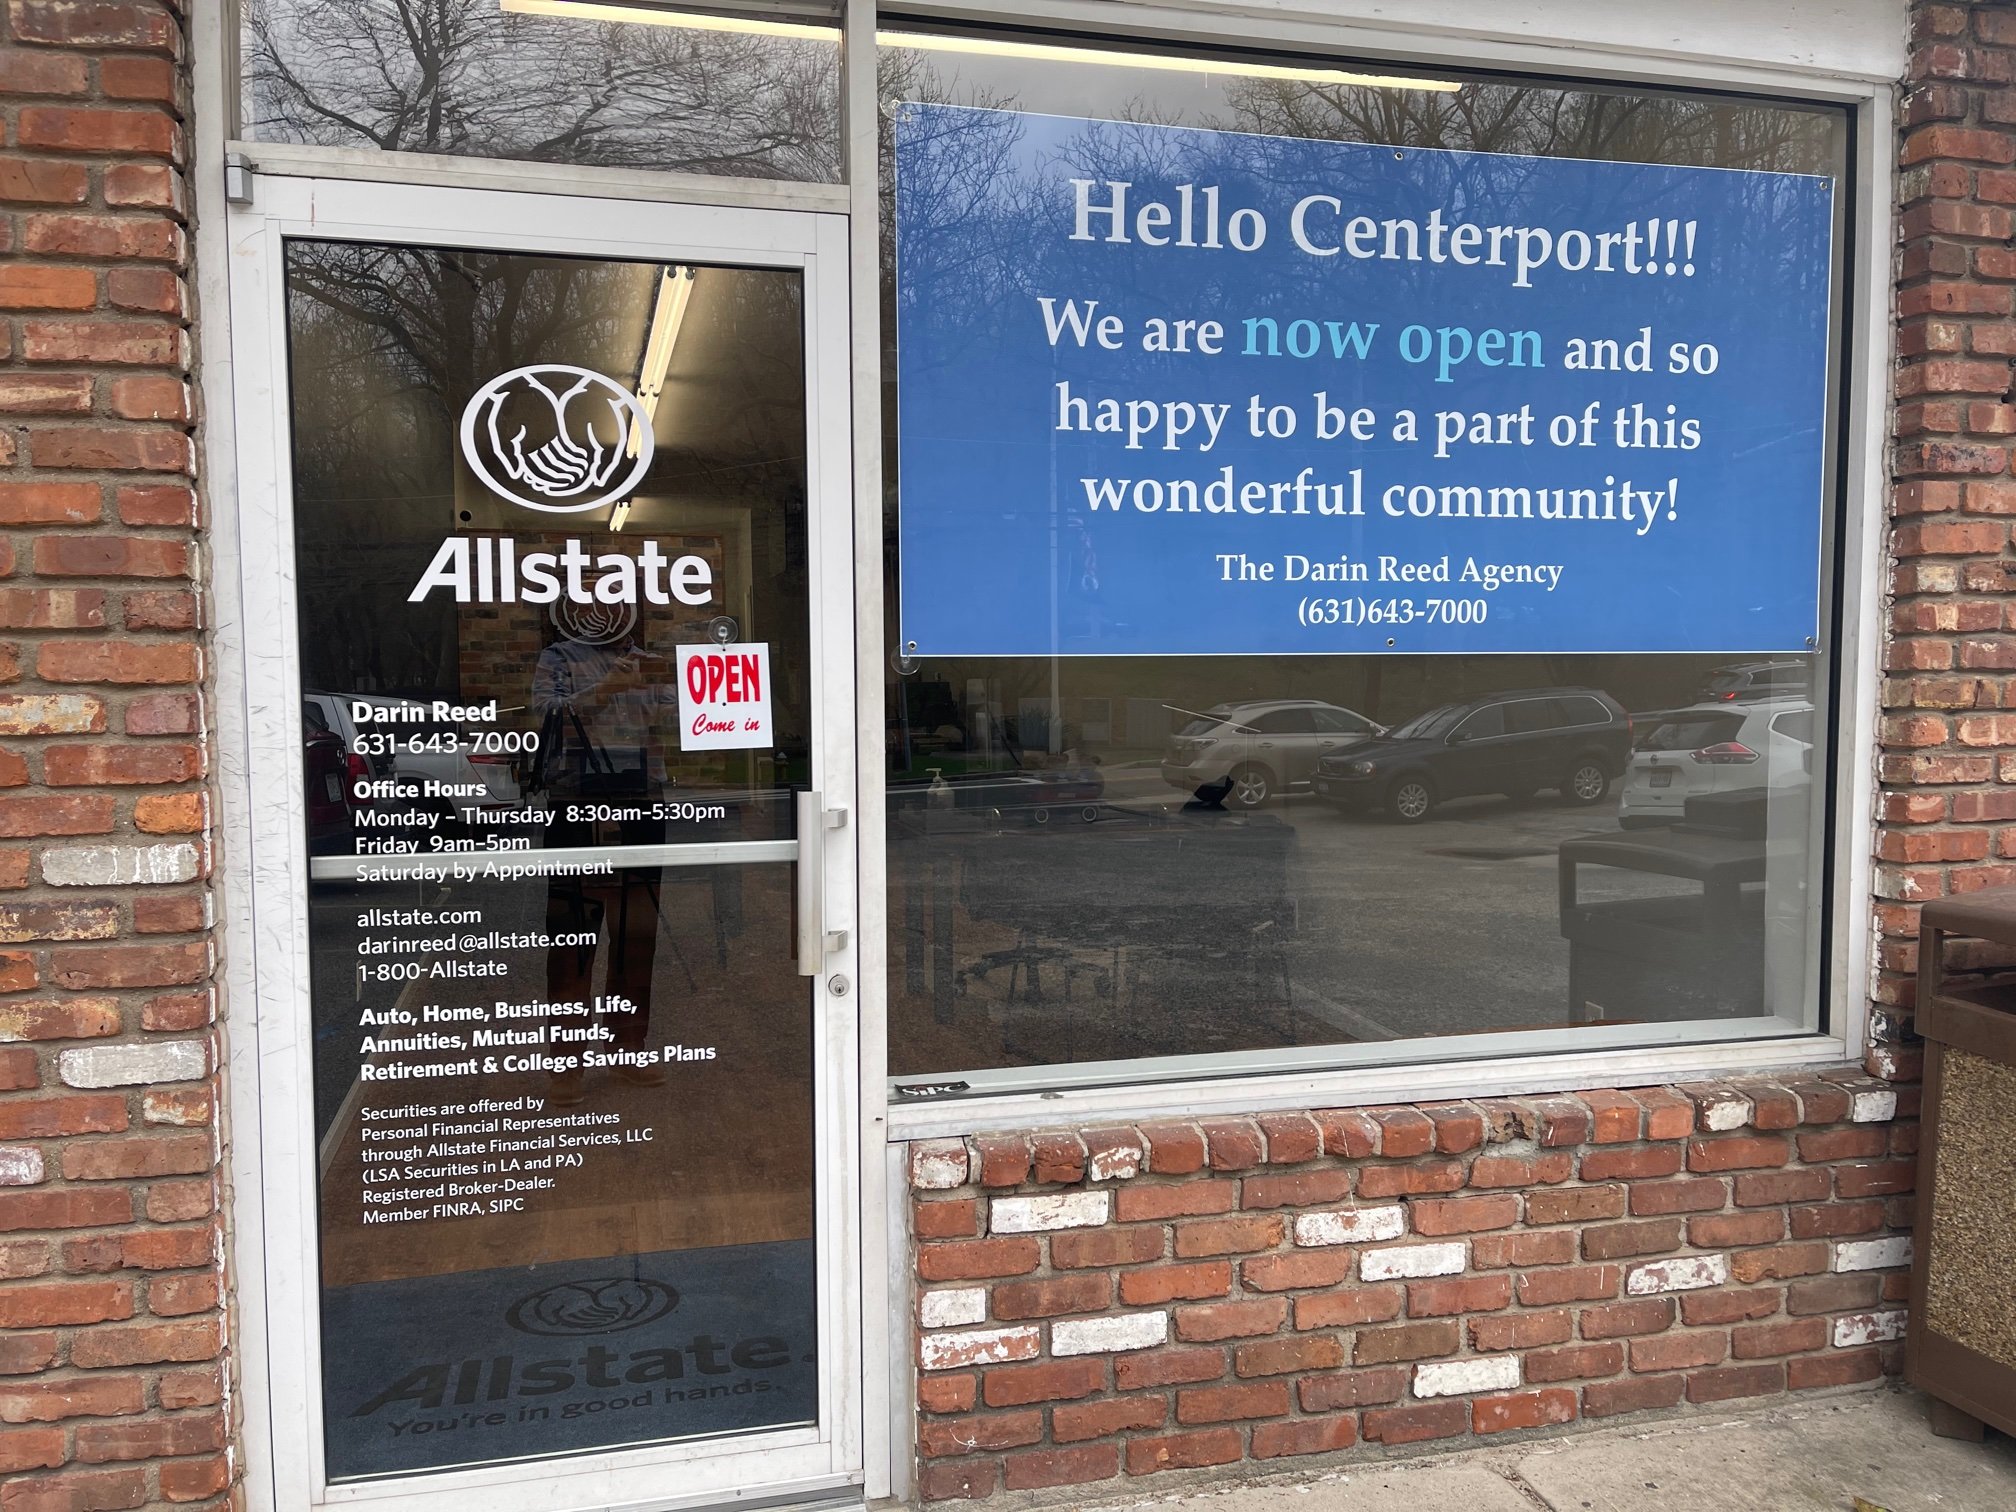 Allstate
OPEN
Come in
Darin Reed
631-643-7000
Office Hours
Monday – Thursday 8:30am–5:30pm
Friday 9am–5pm
Saturday by Appointment
allstate.com
darinreed@allstate.com
1-800-Allstate
Auto, Home, Business, Life,
Annuities, Mutual Funds,
Retirement & College Savings Plans
Securities are offered by
Personal Financial Representatives
through Allstate Financial Services, LLC
(LSA Securities in LA and PA)
Registered Broker-Dealer.
Member FINRA, SIPC
Allstate.
You're in good hands.
Hello Centerport!!!
We are now open and so
happy to be a part of this
wonderful community!
The Darin Reed Agency
(631)643-7000
SIPC